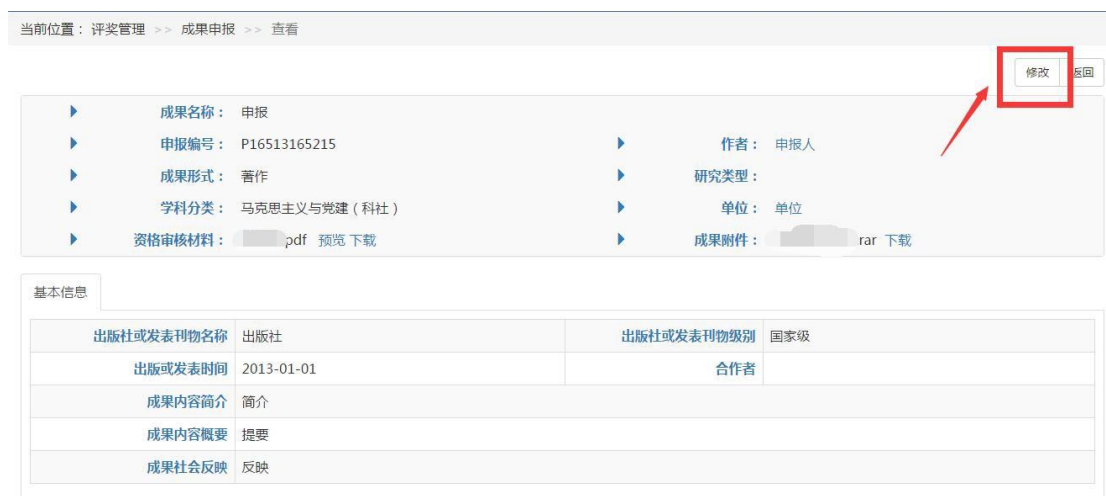 当前位置：评奖管理 >> 成果申报 >> 查看
修改 返回
成果名称： 申报
申报编号： P16513165215 作者： 申报人
成果形式： 著作 研究类型：
学科分类： 马克思主义与党建（科社） 单位： 单位
资格审核材料： pdf 预览 下载 成果附件： rar 下载
基本信息
出版社或发表刊物名称 出版社 出版社或发表刊物级别 国家级
出版或发表时间 2013-01-01 合作者
成果内容简介 简介
成果内容概要 提要
成果社会反映 反映